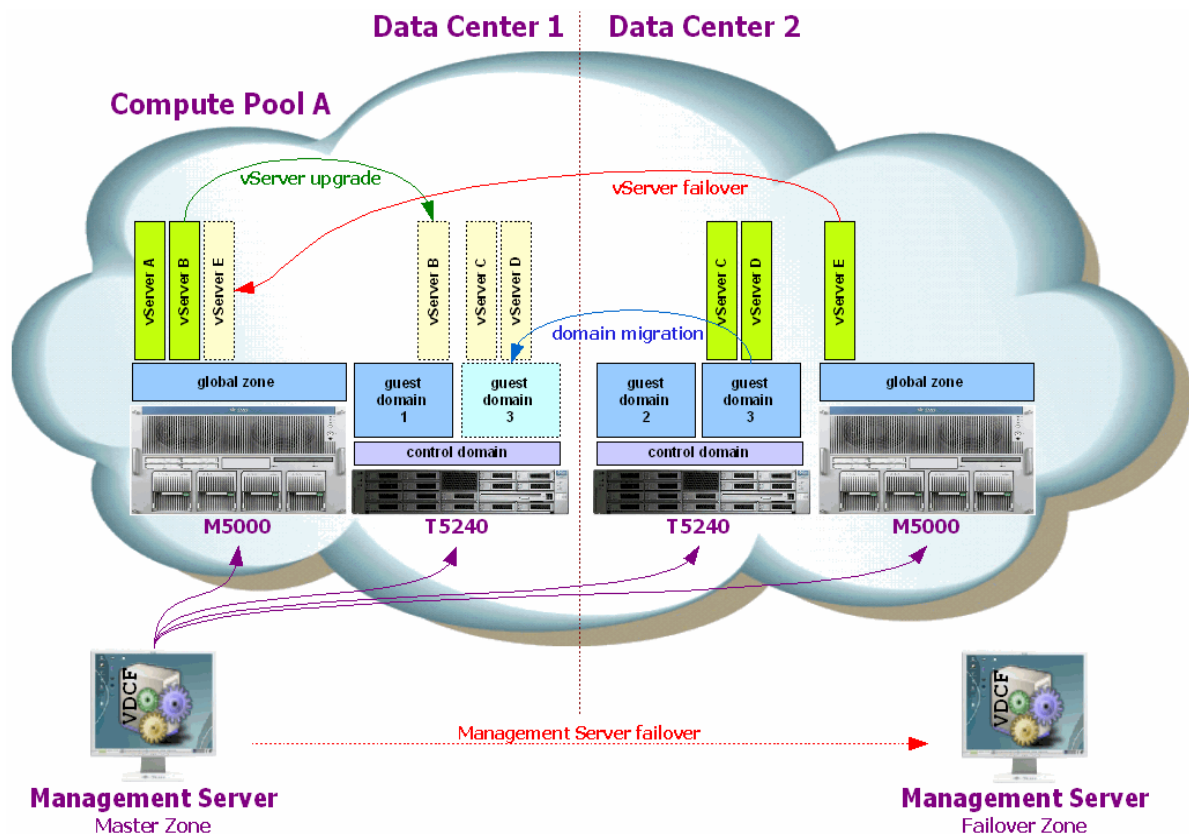 Data Center 1
Data Center 2
Compute Pool A
vServer upgrade
vServer failover
vServer A
vServer B
vServer E
vServer B
vServer C
vServer D
vServer C
vServer D
vServer E
domain migration
global zone
guest
domain
1
guest
domain
3
guest
domain
2
guest
domain
3
global zone
control domain
control domain
M5000
T5240
T5240
M5000
VDCF
VDCF
Management Server failover
Management Server
Master Zone
Management Server
Failover Zone